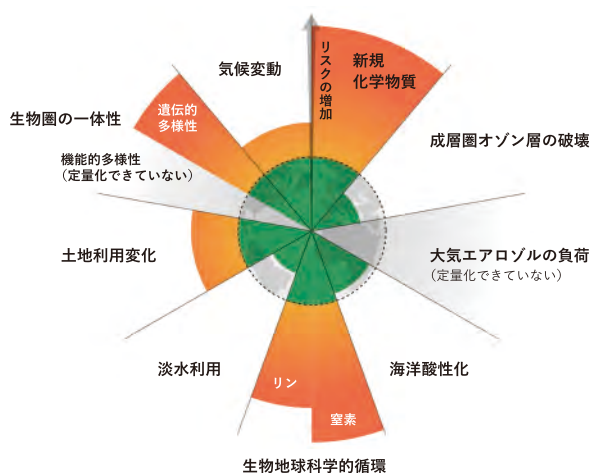 気候変動
リスクの増加
新規
化学物質
成層圏オゾン層の破壊
大気エアロゾルの負荷
(定量化できていない)
海洋酸性化
窒素
リン
生物地球科学的循環
淡水利用
土地利用変化
機能的多様性
(定量化できていない)
生物圏の一体性
遺伝的
多様性